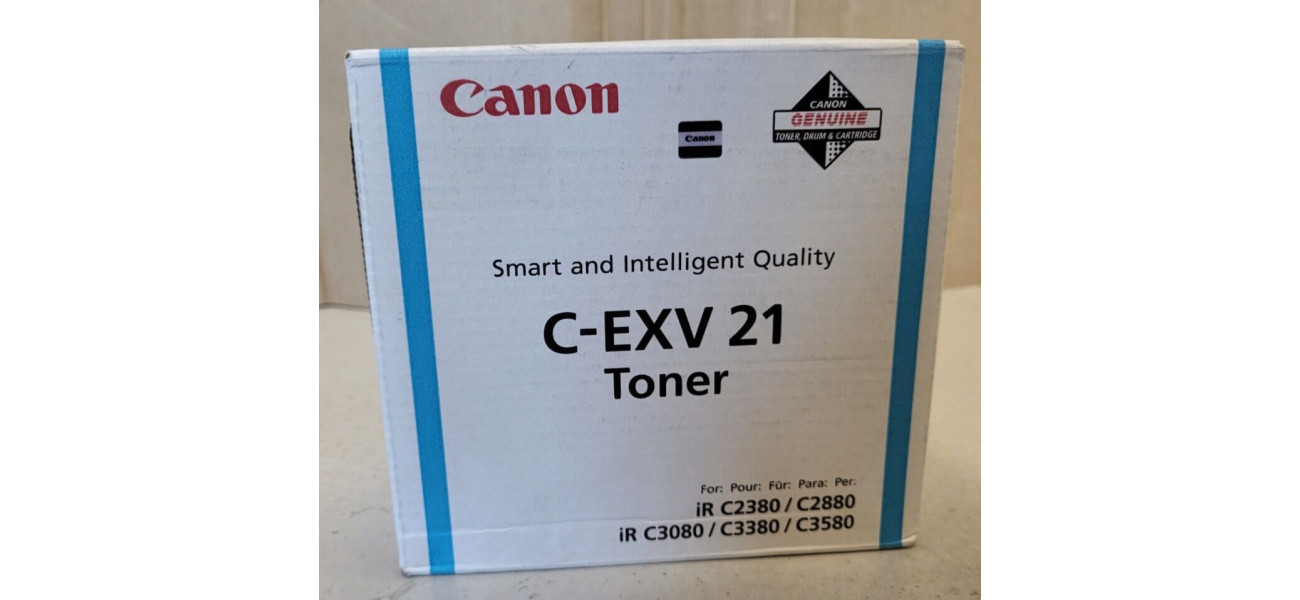 Canon
Canon
CANON
GENUINE
TONER, DRUM & CARTRIDGE
Smart and Intelligent Quality
C-EXV 21
Toner
For: Pour: Für: Para: Per:
iR C2380 / C2880
iR C3080 / C3380 / C3580